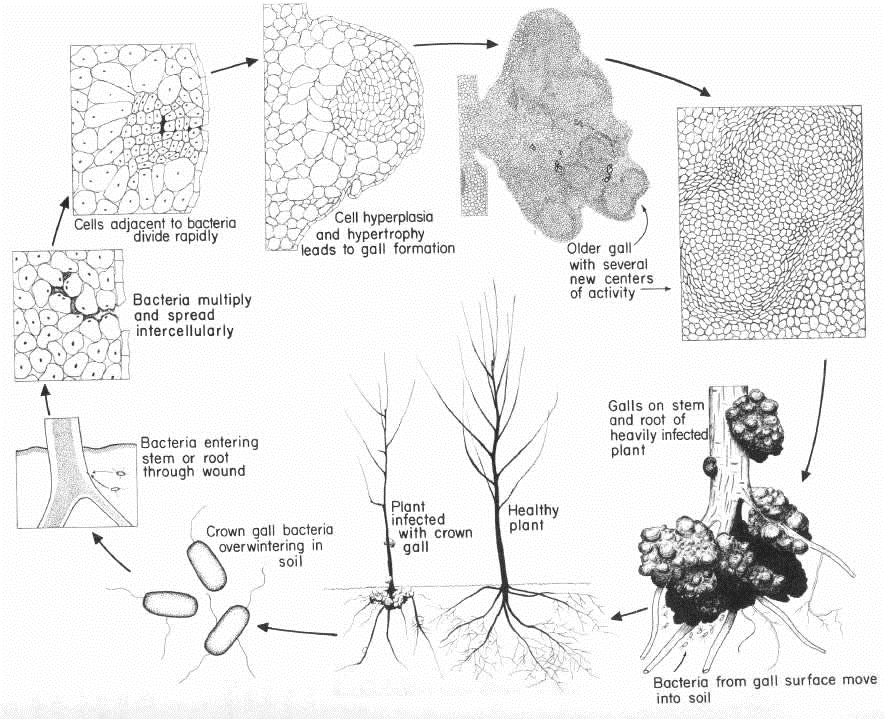 Cells adjacent to bacteria
divide rapidly
Cell hyperplasia
and hypertrophy
leads to gall formation
Older gall
with several
new centers
of activity
Bacteria multiply
and spread
intercellularly
Galls on stem
and root of
heavily infected
plant
Bacteria entering
stem or root
through wound
Plant
infected
with crown
gall
Healthy
plant
Crown gall bacteria
overwintering in
soil
Bacteria from gall surface move
into soil